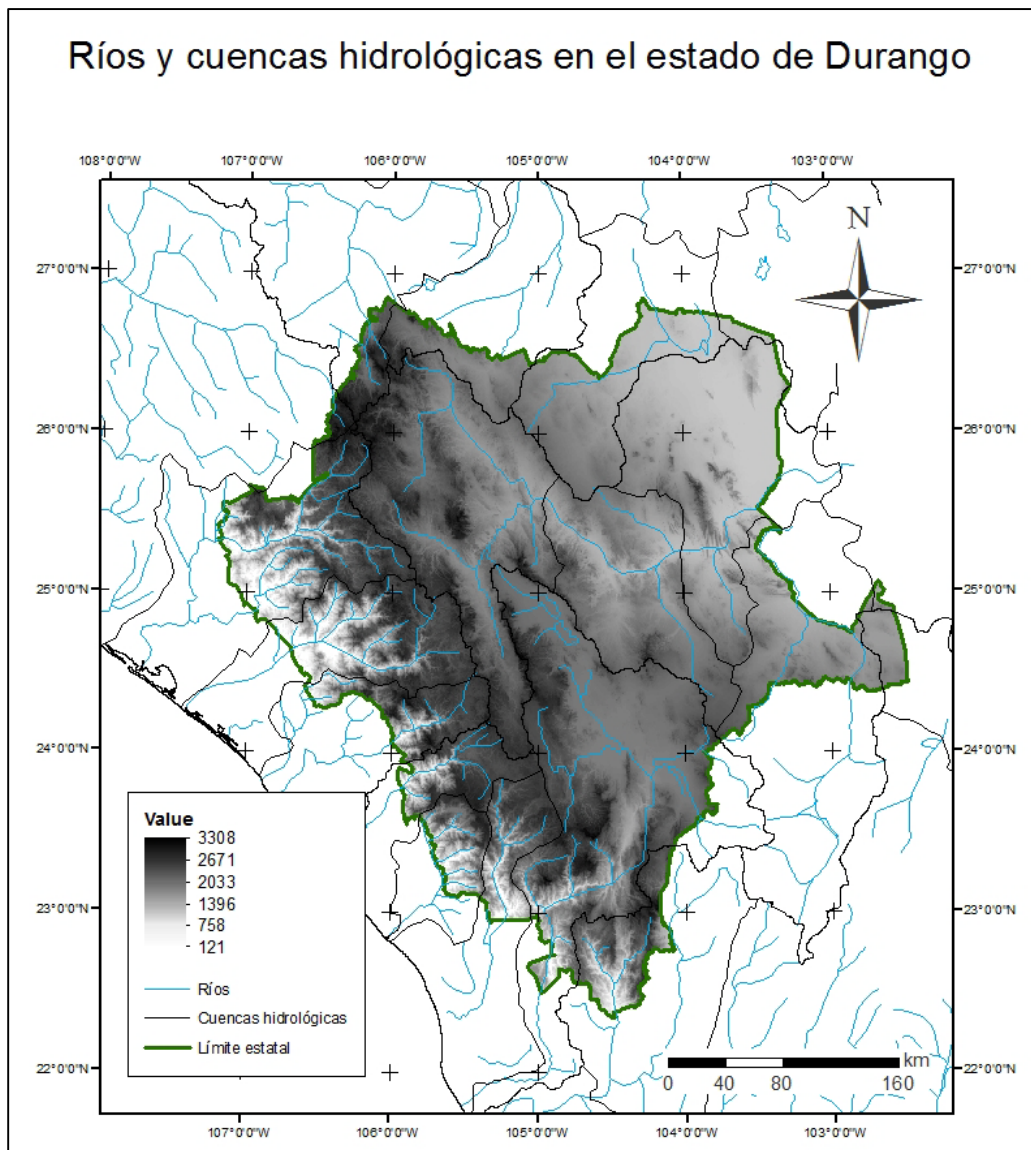 Ríos y cuencas hidrológicas en el estado de Durango
108°0'0"W 107°0'0"W 106°0'0"W 105°0'0"W 104°0'0"W 103°0'0"W
N
27°0'0"N 27°0'0"N
26°0'0"N 26°0'0"N
25°0'0"N 25°0'0"N
24°0'0"N 24°0'0"N
Value
3308
2671
2033
1396
758
121
23°0'0"N 23°0'0"N
Ríos
Cuencas hidrológicas
Límite estatal
km
0 40 80 160
22°0'0"N 22°0'0"N
107°0'0"W 106°0'0"W 105°0'0"W 104°0'0"W 103°0'0"W